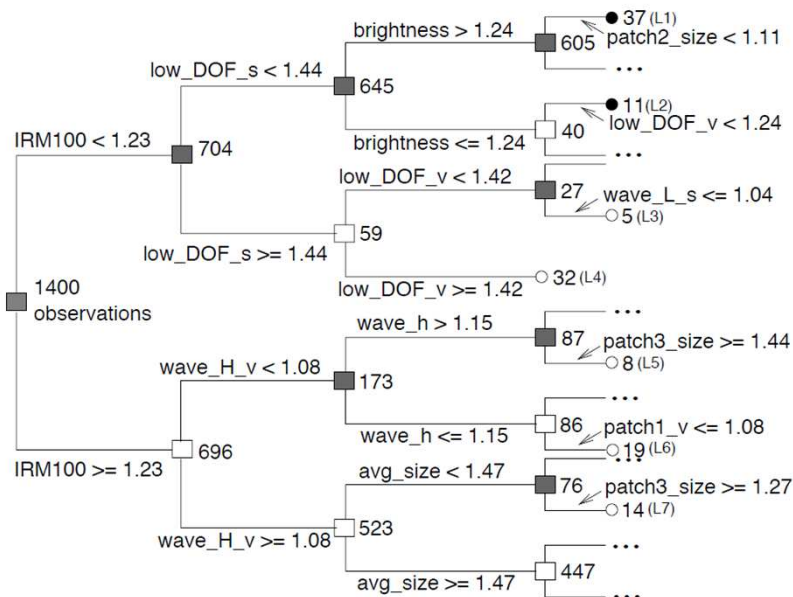 brightness > 1.24
37 (L1)
605
patch2_size < 1.11
...
low_DOF_s < 1.44
645
11 (L2)
40
low_DOF_v < 1.24
brightness <= 1.24
...
IRM100 < 1.23
704
low_DOF_v < 1.42
27
wave_L_s <= 1.04
5 (L3)
59
low_DOF_s >= 1.44
32 (L4)
low_DOF_v >= 1.42
1400
observations
wave_h > 1.15
...
87
patch3_size >= 1.44
8 (L5)
wave_H_v < 1.08
173
...
86
patch1_v <= 1.08
wave_h <= 1.15
19 (L6)
696
IRM100 >= 1.23
avg_size < 1.47
...
76
patch3_size >= 1.27
14 (L7)
523
wave_H_v >= 1.08
...
447
avg_size >= 1.47
...